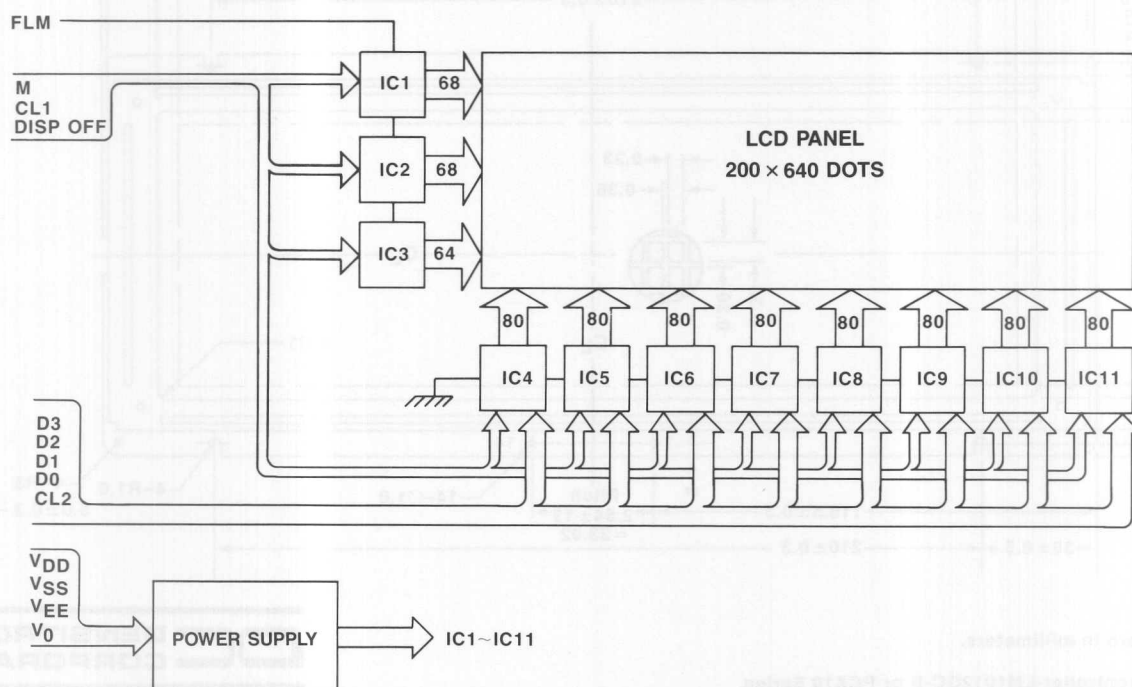 FLM
M
CL1
DISP OFF
IC1
68
IC2
68
IC3
64
LCD PANEL
200 × 640 DOTS
80 80 80 80 80 80 80 80
IC4 IC5 IC6 IC7 IC8 IC9 IC10 IC11
D3
D2
D1
D0
CL2
VDD
VSS
VEE
V0
POWER SUPPLY
IC1~IC11